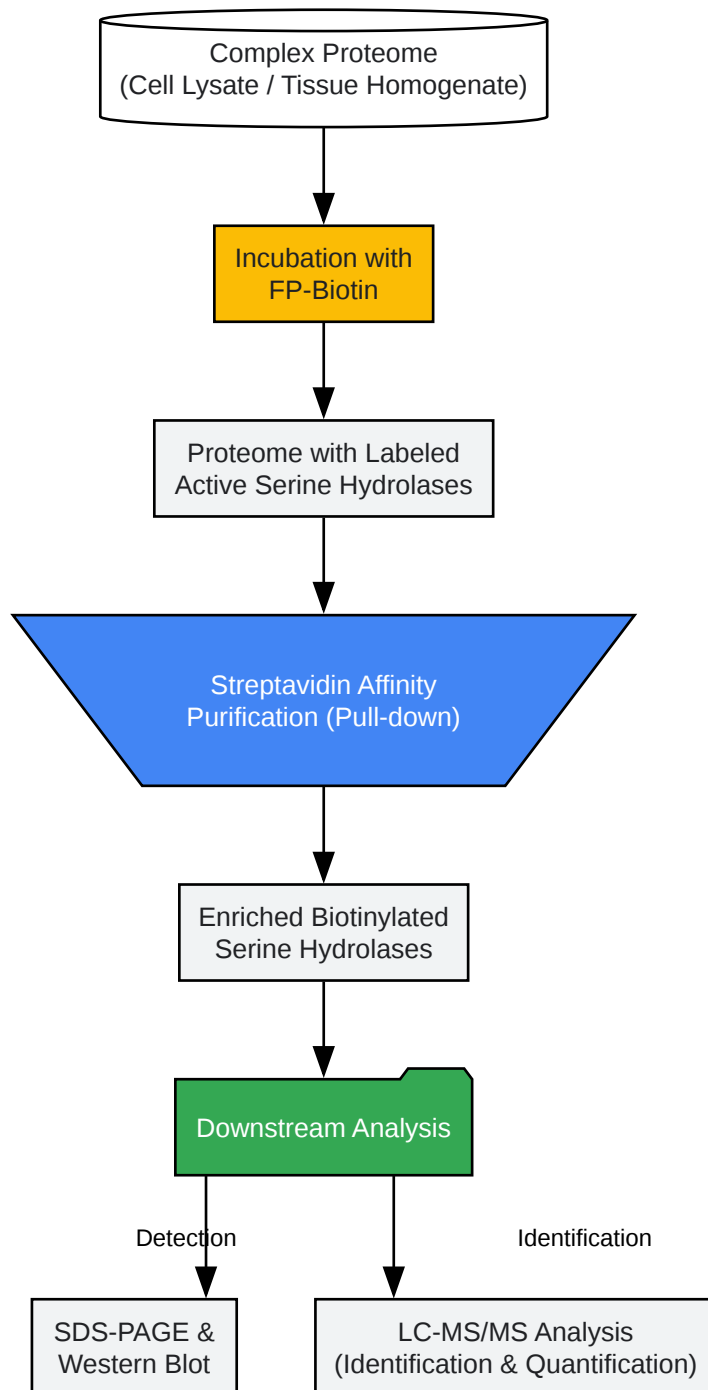 Complex Proteome
(Cell Lysate / Tissue Homogenate)
Incubation with
FP-Biotin
Proteome with Labeled
Active Serine Hydrolases
Streptavidin Affinity
Purification (Pull-down)
Enriched Biotinylated
Serine Hydrolases
Downstream Analysis
Detection
Identification
SDS-PAGE &
Western Blot
LC-MS/MS Analysis
(Identification & Quantification)